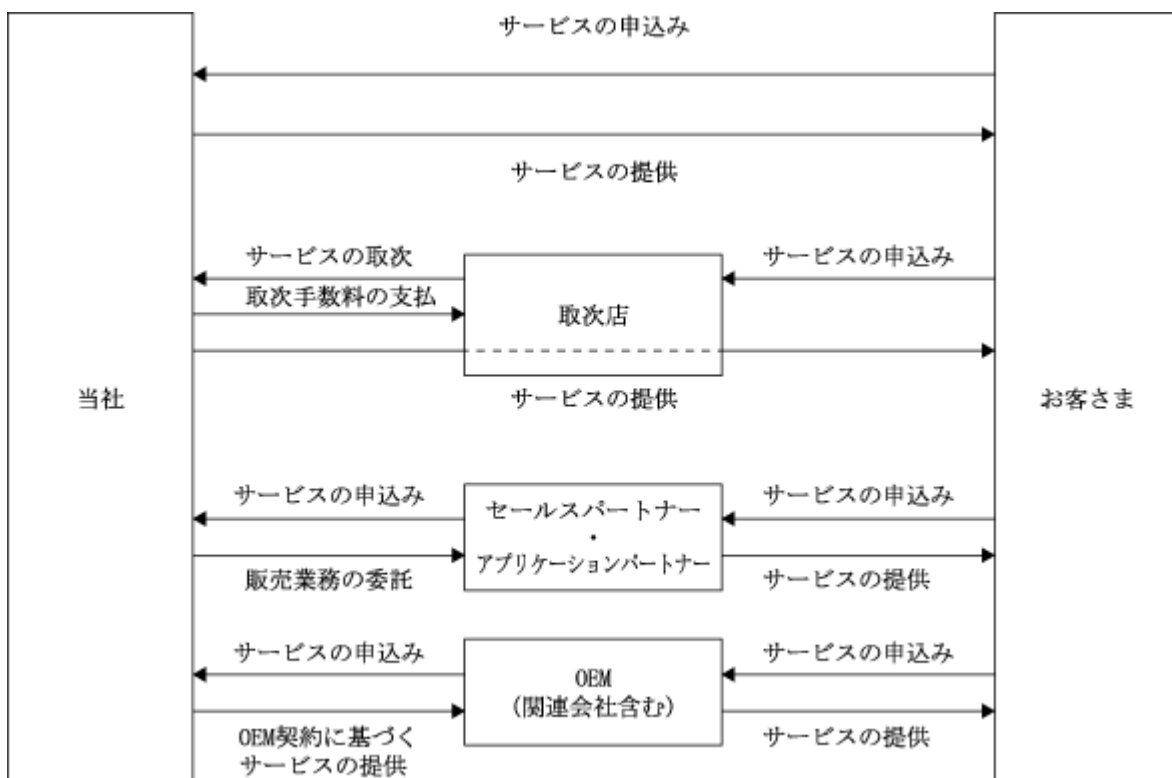 サービスの申込み
サービスの提供
サービスの取次
サービスの申込み
取次手数料の支払
取次店
サービスの提供
当社
お客さま
サービスの申込み
セールスパートナー
・
アプリケーションパートナー
サービスの申込み
販売業務の委託
サービスの提供
サービスの申込み
OEM
(関連会社含む)
サービスの申込み
OEM契約に基づく
サービスの提供
サービスの提供